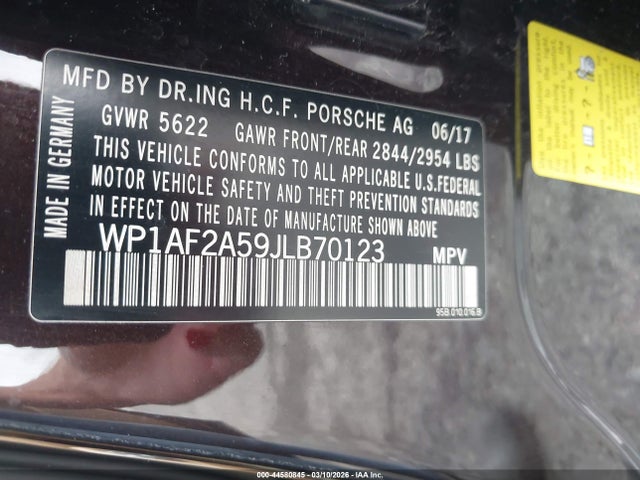 MADE IN GERMANY
MFD BY DR.ING H.C.F. PORSCHE AG 06/17
GVWR 5622 GAWR FRONT/REAR 2844/2954 LBS
THIS VEHICLE CONFORMS TO ALL APPLICABLE U.S.FEDERAL
MOTOR VEHICLE SAFETY AND THEFT PREVENTION STANDARDS
IN EFFECT ON THE DATE OF MANUFACTURE SHOWN ABOVE
WP1AF2A59JLB70123 MPV
95B.010.016.B
000-44580845 - 03/10/2026 - IAA Inc.